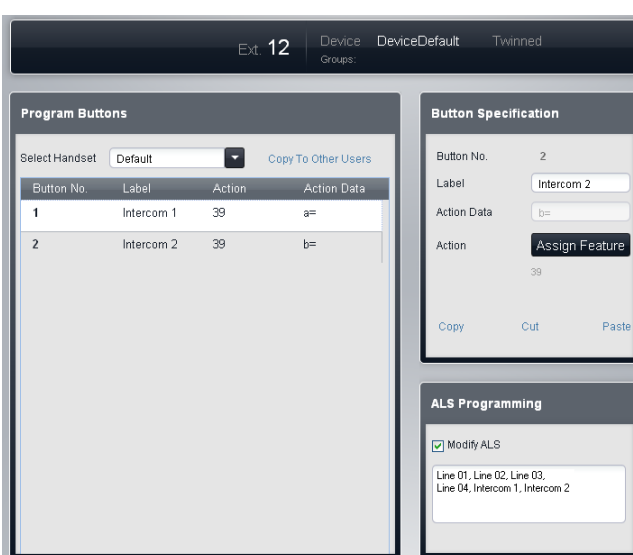 Ext. 12 Device DeviceDefault Twinned
Groups:
Program Buttons
Select Handset Default Copy To Other Users
Button No. Label Action Action Data
1 Intercom 1 39 a=
2 Intercom 2 39 b=
Button Specification
Button No. 2
Label Intercom 2
Action Data b=
Action Assign Feature
39
Copy Cut Paste
ALS Programming
Modify ALS
Line 01, Line 02, Line 03,
Line 04, Intercom 1, Intercom 2